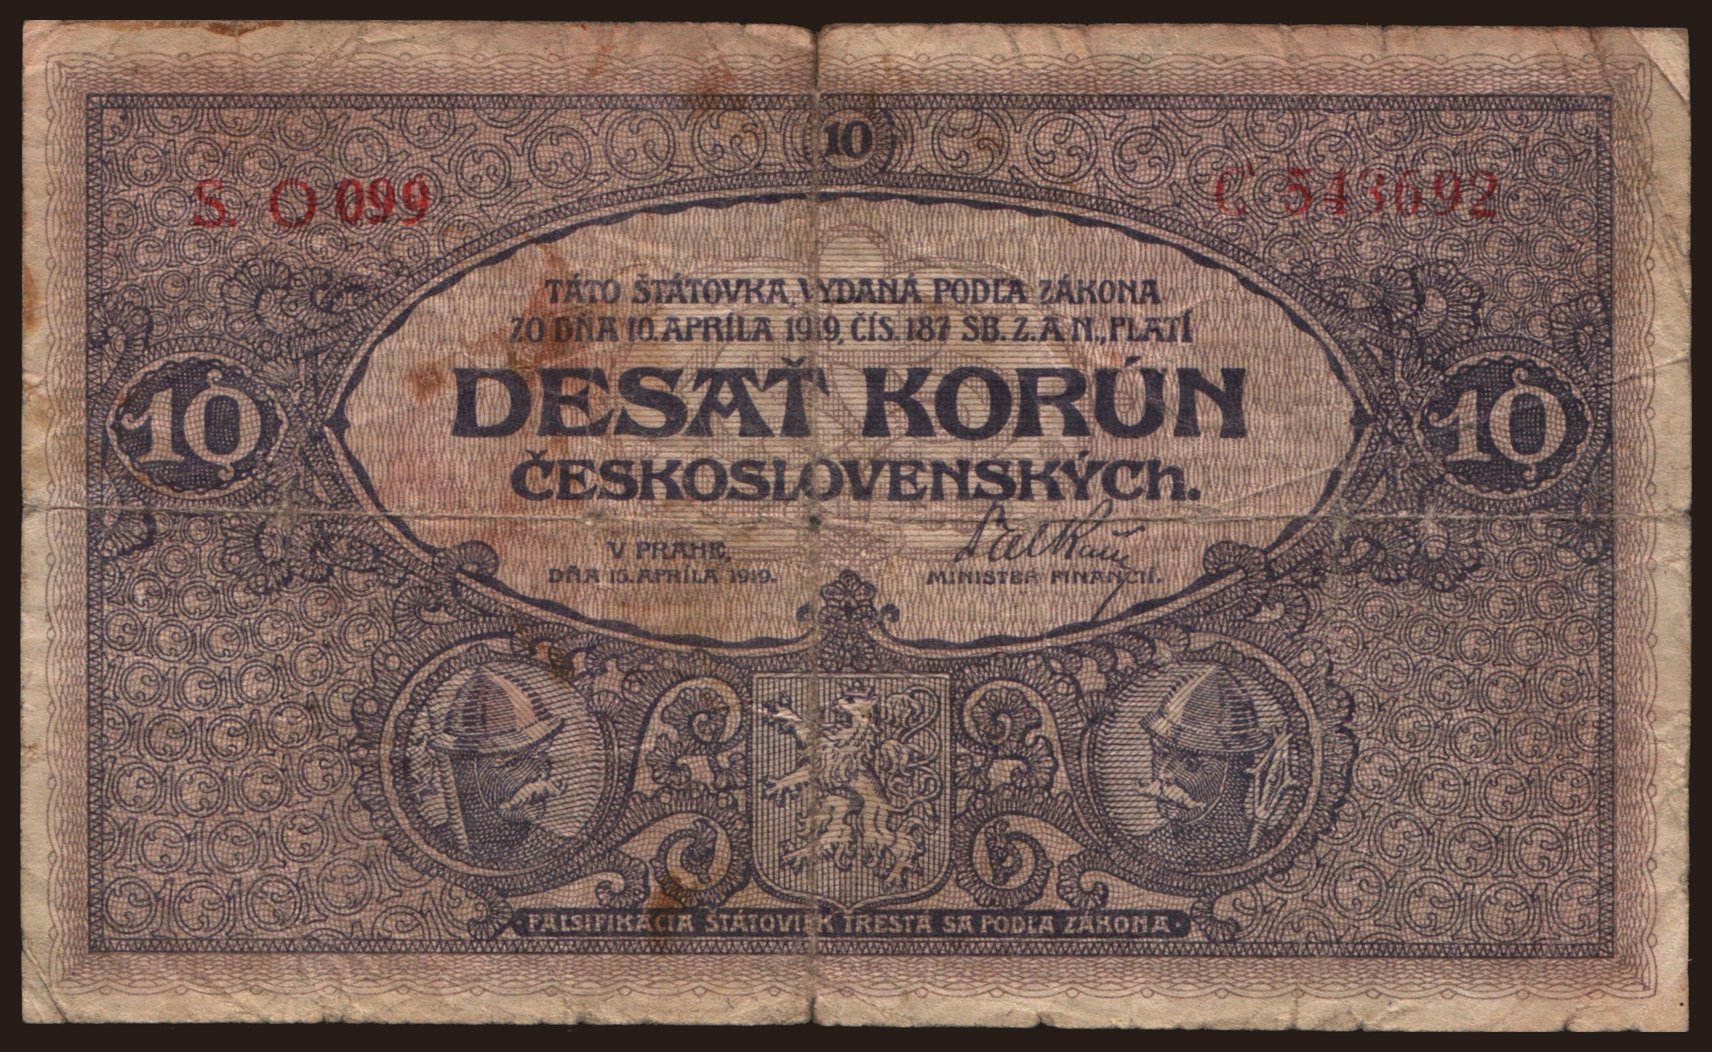 10
S. O 099
C 543692
TÁTO ŠTÁTOVKA, VYDANÁ PODĽA ZÁKONA
ZO DŇA 10. APRÍLA 1919, ČÍS. 187 SB. Z. A N., PLATÍ
DESAŤ KORÚN
10
10
ČESKOSLOVENSKÝCh.
V PRAHE,
DŇA 15. APRÍLA 1919.
MINISTER FINANCIÍ.
FALSIFIKÁCIA ŠTÁTOVIEK TRESTÁ SA PODĽA ZÁKONA.